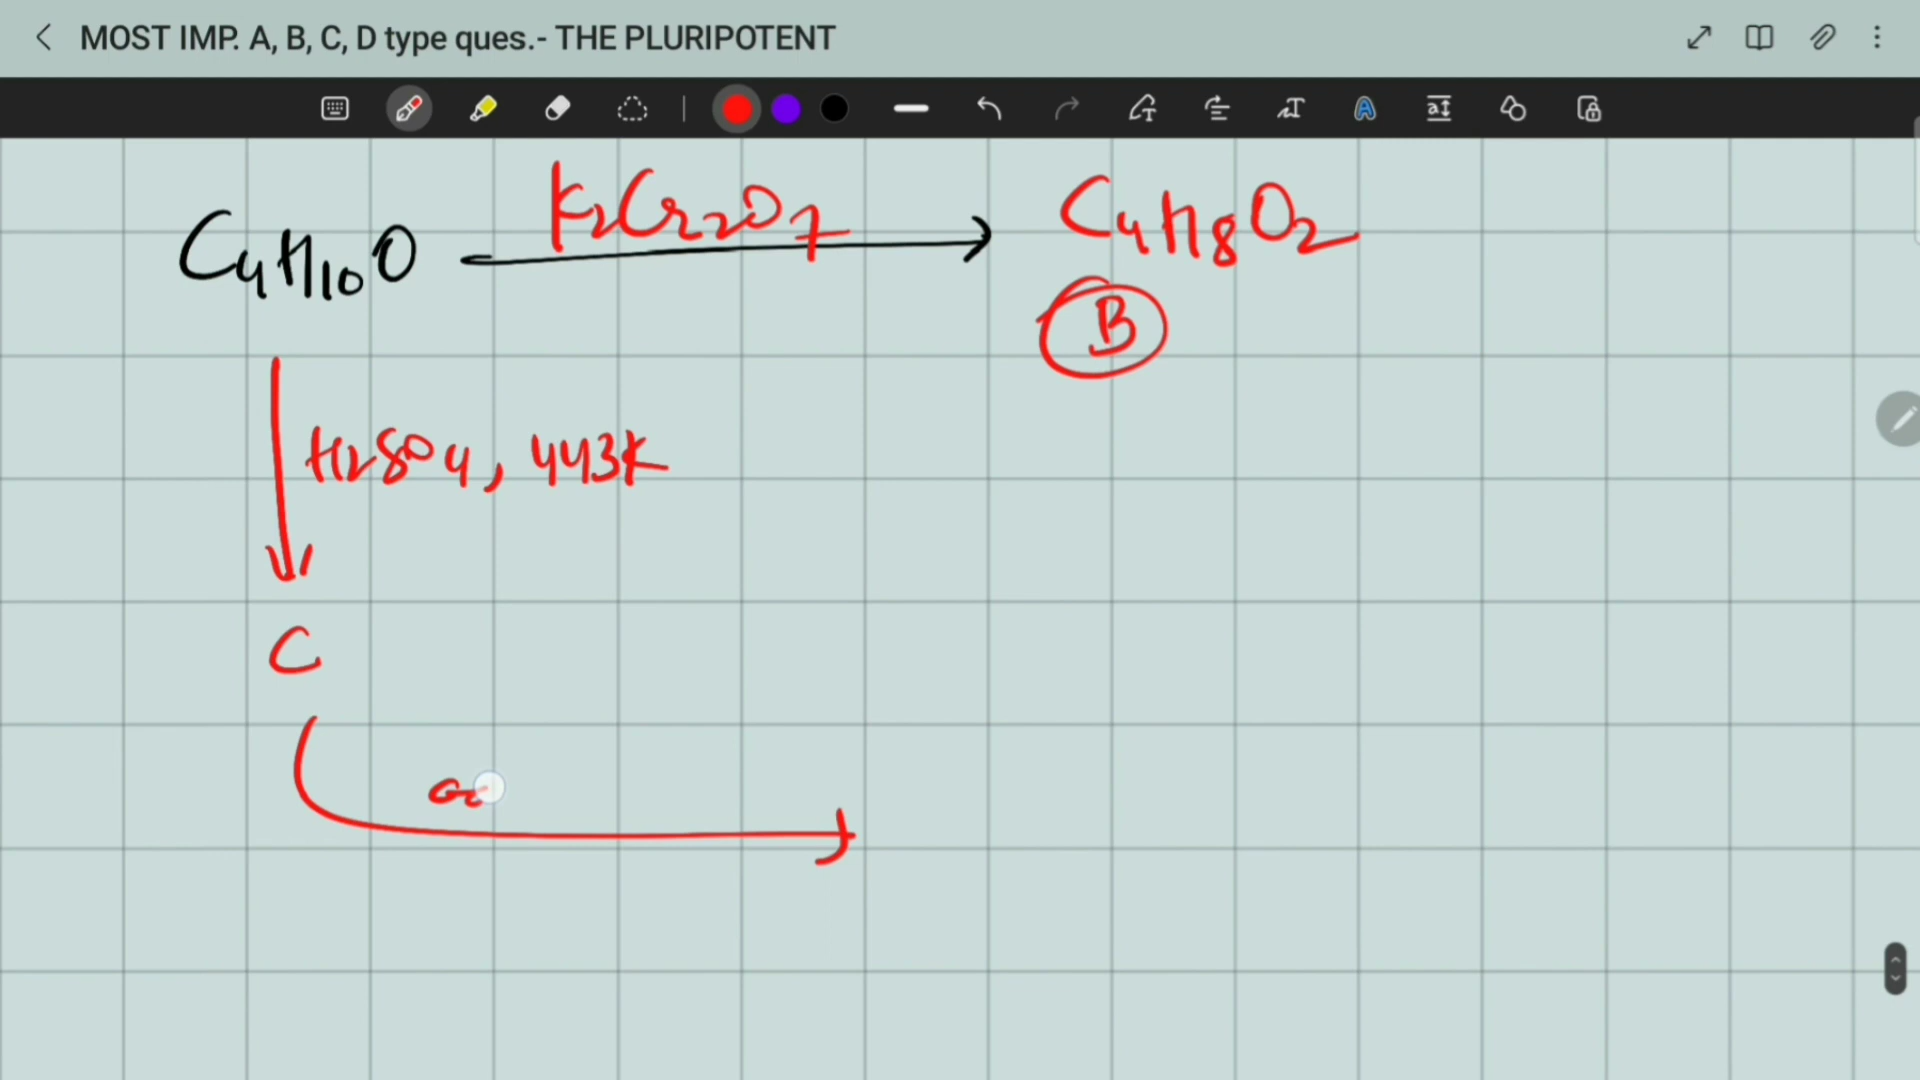 MOST IMP. A, B, C, D type ques.- THE PLURIPOTENT
C4H10O K2Cr2O7 C4H8O2
B
H2SO4, 443K
C